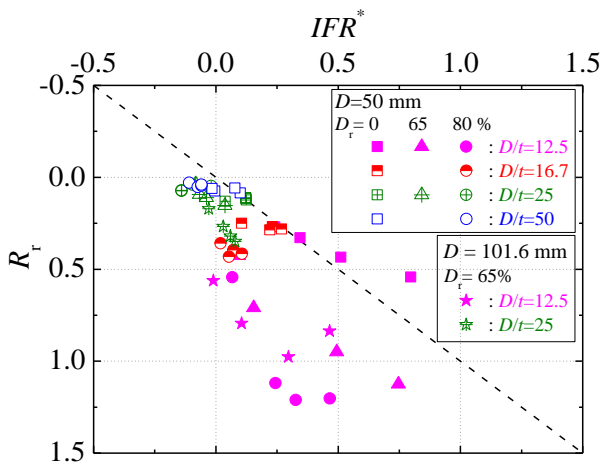 IFR*
-0.5 0.0 0.5 1.0 1.5
-0.5
0.0
0.5
1.0
1.5
Rr
D=50 mm
Dr= 0 65 80 %
: D/t=12.5
: D/t=16.7
: D/t=25
: D/t=50
D = 101.6 mm
Dr= 65%
: D/t=12.5
: D/t=25